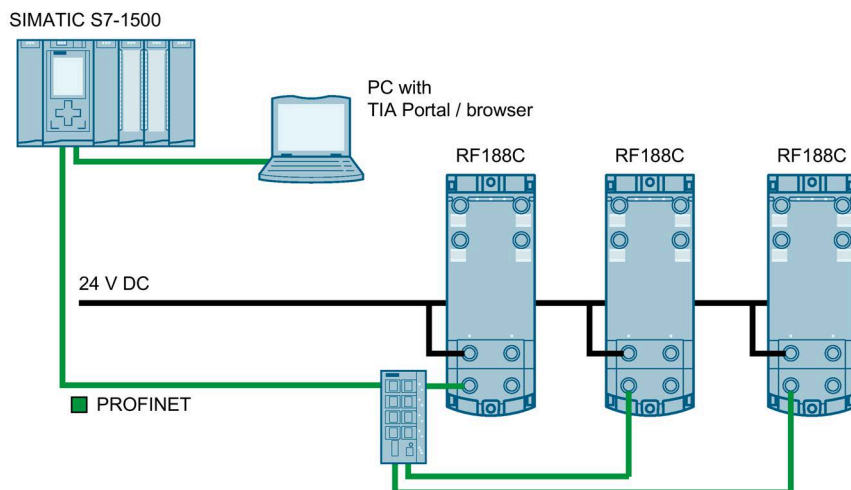 SIMATIC S7-1500
PC with
TIA Portal / browser
RF188C
RF188C
RF188C
24 V DC
PROFINET